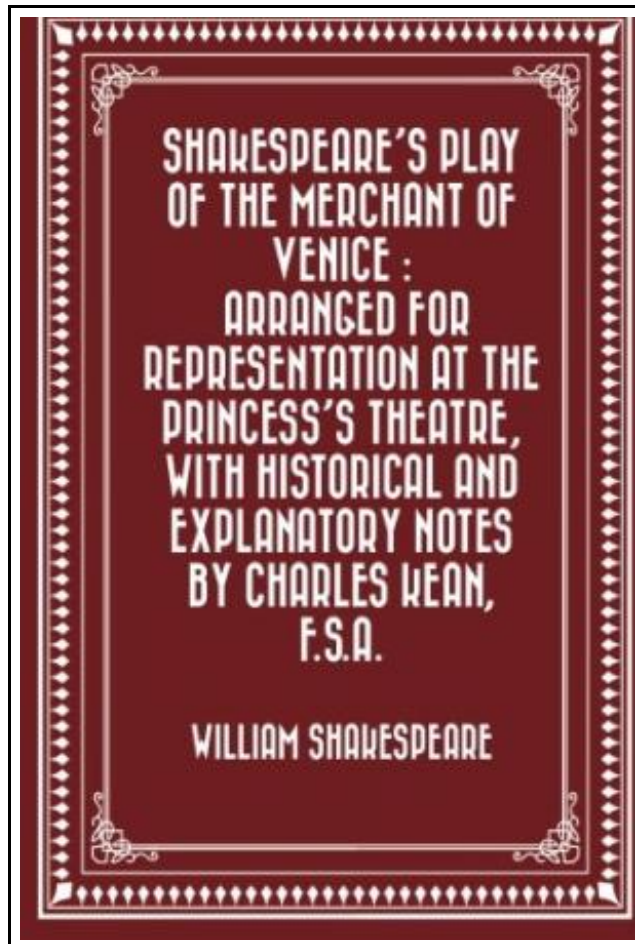 SHAKESPEARE'S PLAY
OF THE MERCHANT OF
VENICE :
ARRANGED FOR
REPRESENTATION AT THE
PRINCESS'S THEATRE,
WITH HISTORICAL AND
EXPLANATORY NOTES
BY CHARLES KEAN,
F.S.A.
WILLIAM SHAKESPEARE